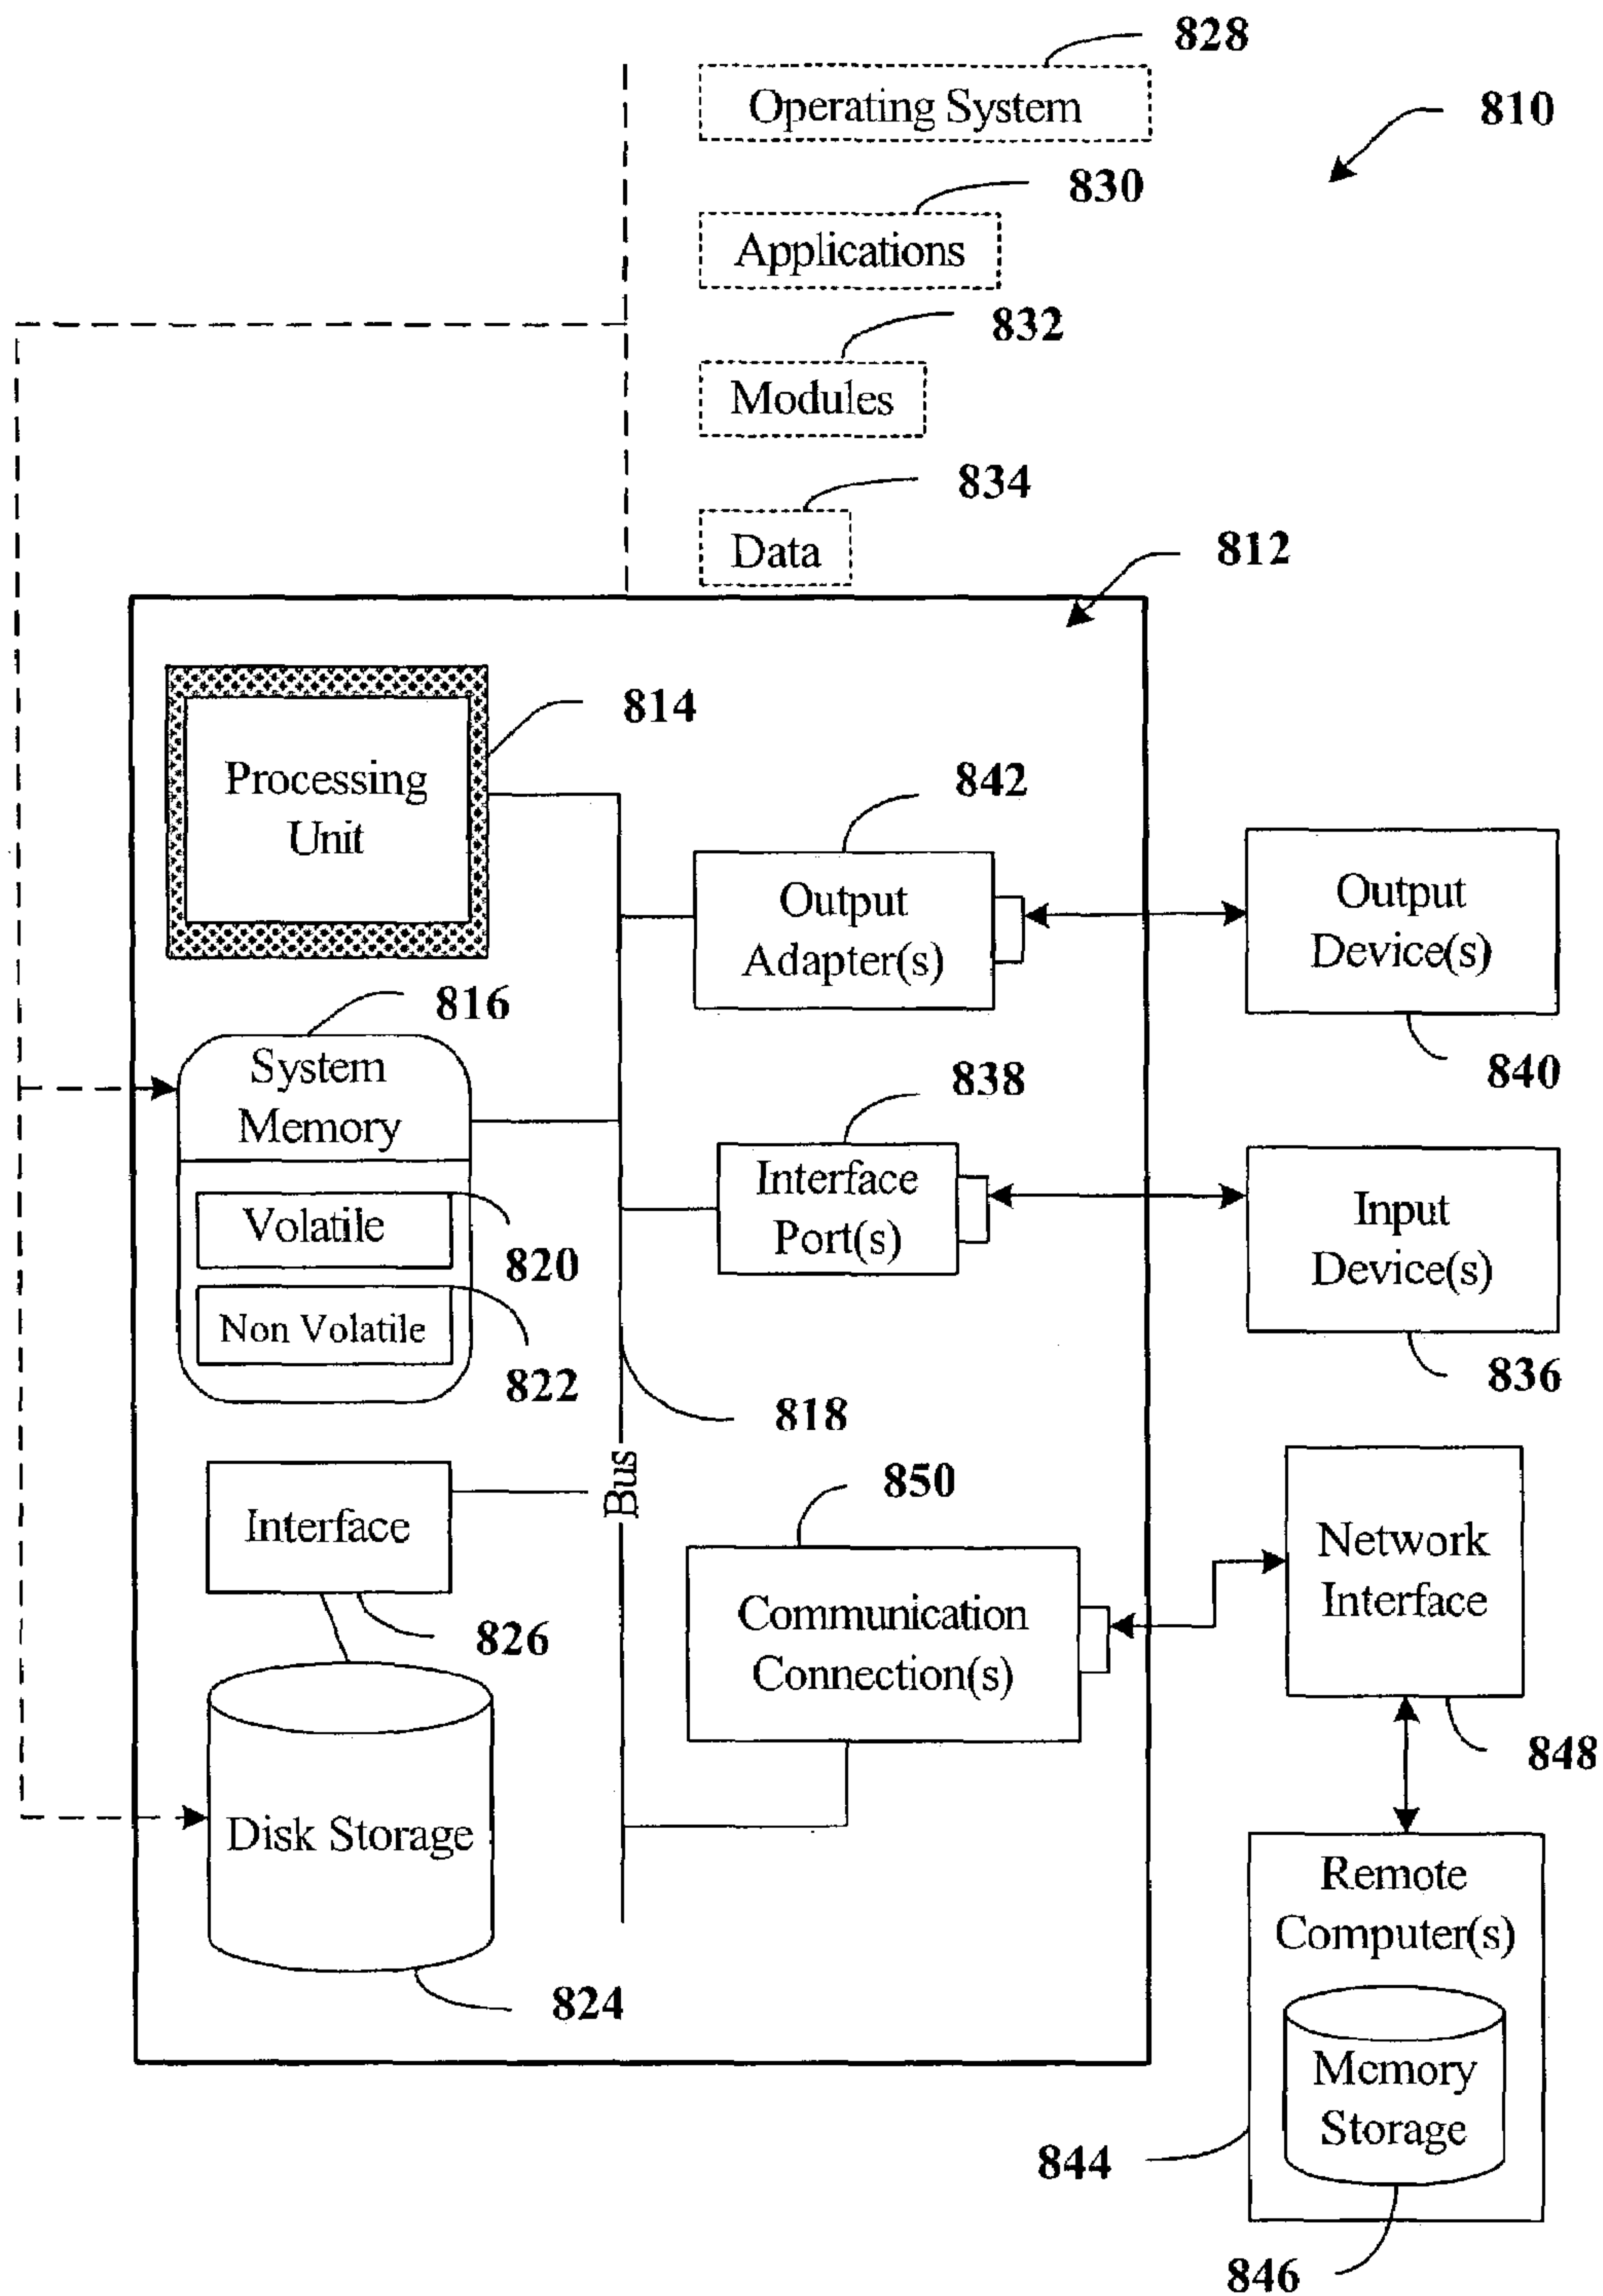 828
Operating System
810
830
Applications
832
Modules
834
Data
812
814
Processing
Unit
842
Output
Adapter(s)
Output
Device(s)
840
816
System
Memory
838
Interface
Port(s)
Input
Device(s)
836
Volatile
820
Non Volatile
822
818
Bus
Interface
826
850
Communication
Connection(s)
Network
Interface
848
Disk Storage
824
Remote
Computer(s)
Memory
Storage
844
846